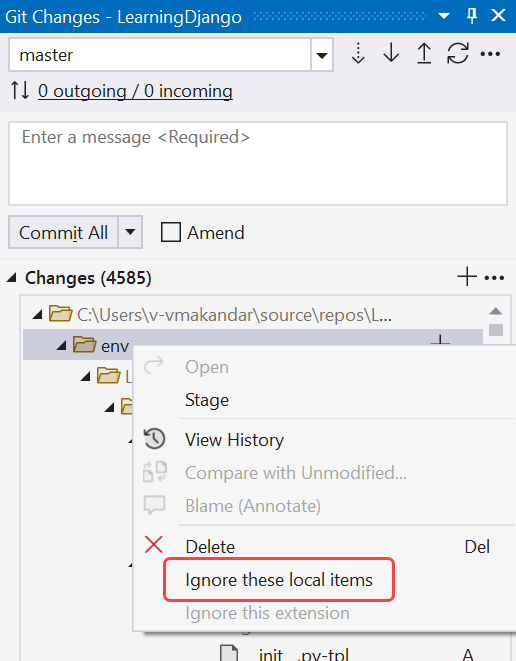 Git Changes - LearningDjango
master
0 outgoing / 0 incoming
Enter a message <Required>
Commit All
Amend
Changes (4585)
C:\Users\v-vmakandar\source\repos\L...
env
L
Open
Stage
View History
Compare with Unmodified...
Blame (Annotate)
Delete Del
Ignore these local items
Ignore this extension
__init__.py-tpl A